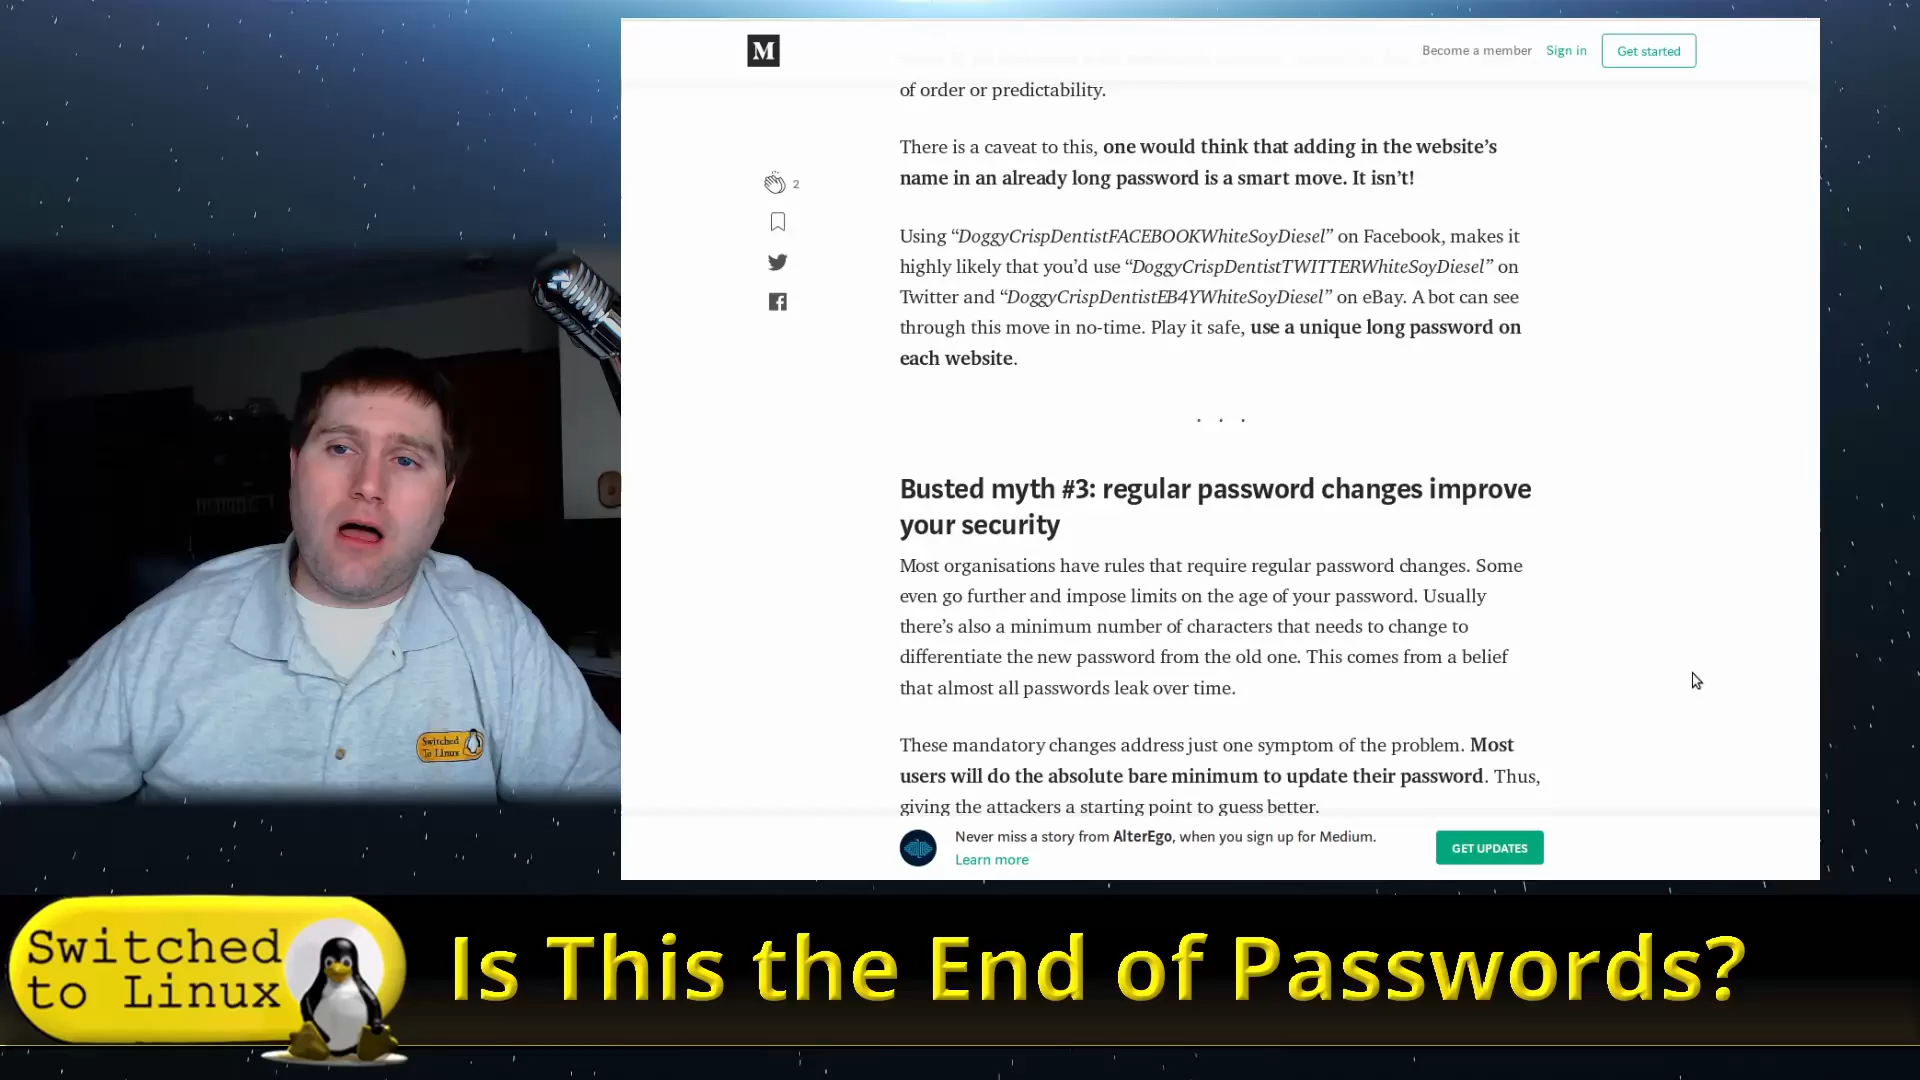 M
Become a member Sign in Get started
of order or predictability.
There is a caveat to this, one would think that adding in the website’s
name in an already long password is a smart move. It isn’t!
2
Using “DoggyCrispDentistFACEBOOKWhiteSoyDiesel” on Facebook, makes it
highly likely that you’d use “DoggyCrispDentistTWITTERWhiteSoyDiesel” on
Twitter and “DoggyCrispDentistEB4YWhiteSoyDiesel” on eBay. A bot can see
through this move in no-time. Play it safe, use a unique long password on
each website.
. . .
Busted myth #3: regular password changes improve
your security
Most organisations have rules that require regular password changes. Some
even go further and impose limits on the age of your password. Usually
there’s also a minimum number of characters that needs to change to
differentiate the new password from the old one. This comes from a belief
that almost all passwords leak over time.
These mandatory changes address just one symptom of the problem. Most
users will do the absolute bare minimum to update their password. Thus,
giving the attackers a starting point to guess better.
Never miss a story from AlterEgo, when you sign up for Medium.
Learn more
GET UPDATES
Switched
To Linux
Switched
to Linux
Is This the End of Passwords?